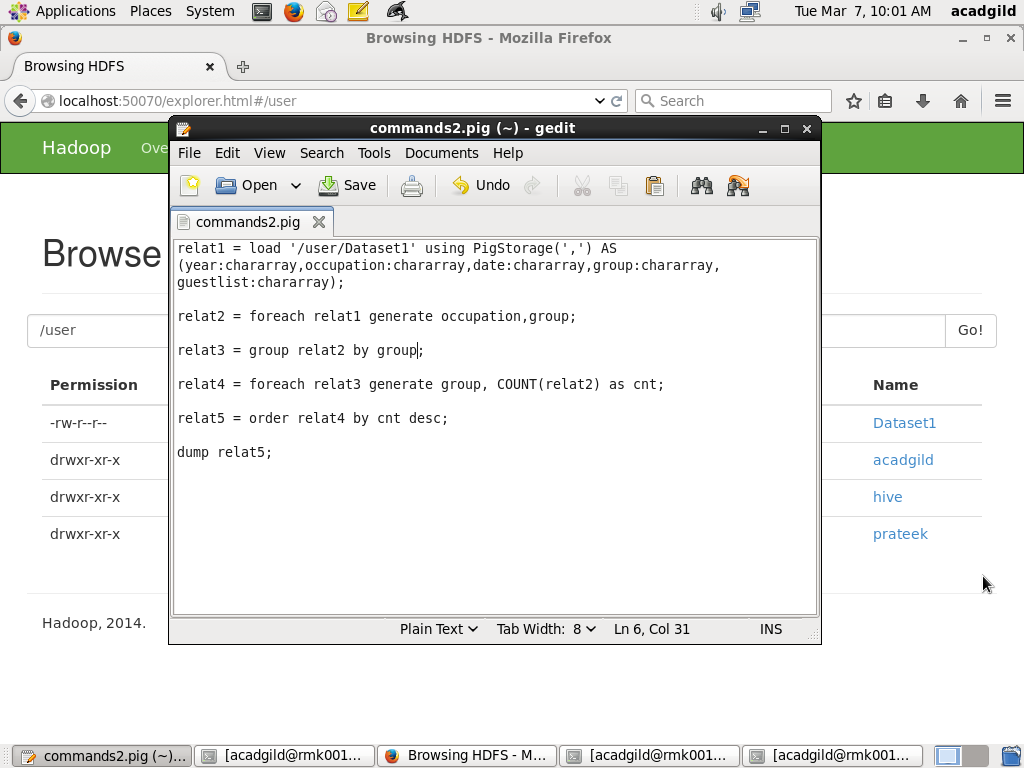 Applications Places System Tue Mar 7, 10:01 AM acadgild
Browsing HDFS - Mozilla Firefox
Browsing HDFS
localhost:50070/explorer.html#/user Search
Hadoop Ove
commands2.pig (~) - gedit
File Edit View Search Tools Documents Help
Open Save Undo
commands2.pig
relat1 = load '/user/Dataset1' using PigStorage(',') AS
(year:chararray,occupation:chararray,date:chararray,group:chararray,
guestlist:chararray);
relat2 = foreach relat1 generate occupation,group;
relat3 = group relat2 by group;
relat4 = foreach relat3 generate group, COUNT(relat2) as cnt;
relat5 = order relat4 by cnt desc;
dump relat5;
Plain Text Tab Width: 8 Ln 6, Col 31 INS
Browse
/user Go!
Permission Name
-rw-r--r-- Dataset1
drwxr-xr-x acadgild
drwxr-xr-x hive
drwxr-xr-x prateek
Hadoop, 2014.
commands2.pig (~)... [acadgild@rmk001... Browsing HDFS - M... [acadgild@rmk001... [acadgild@rmk001...